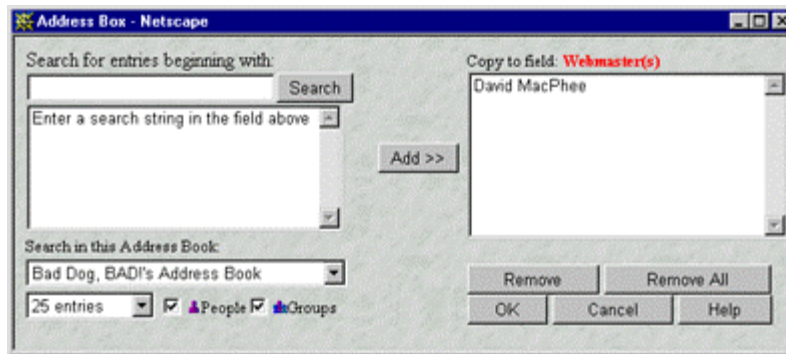 Address Box - Netscape
Search for entries beginning with:
Search
Enter a search string in the field above
Search in this Address Book:
Bad Dog, BAD!'s Address Book
25 entries People Groups
Add >>
Copy to field: Webmaster(s)
David MacPhee
Remove Remove All
OK Cancel Help